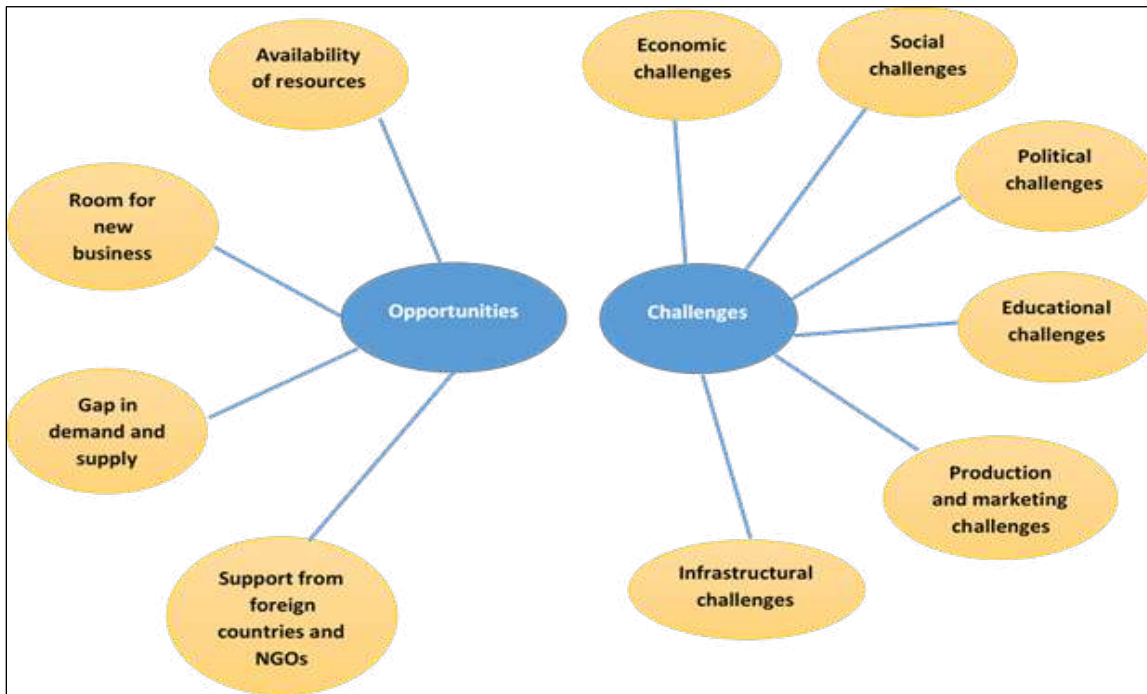 Availability
of resources
Room for
new
business
Opportunities
Gap in
demand and
supply
Support from
foreign
countries and
NGOs
Economic
challenges
Social
challenges
Political
challenges
Challenges
Educational
challenges
Production
and marketing
challenges
Infrastructural
challenges